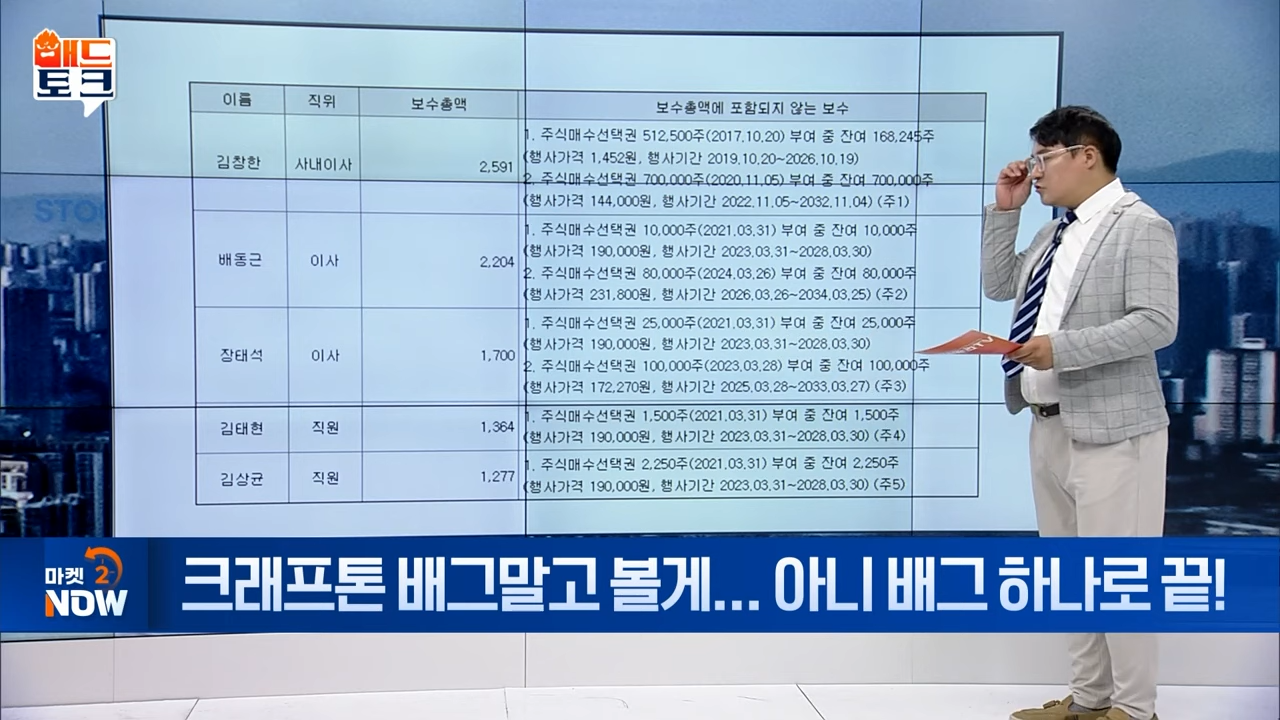 배드
토크
STO
이름 직위 보수총액 보수총액에 포함되지 않는 보수
김창한 사내이사 2,591
1. 주식매수선택권 512,500주(2017.10.20) 부여 중 잔여 168,245주
(행사가격 1,452원, 행사기간 2019.10.20~2026.10.19)
2. 주식매수선택권 700,000주(2020.11.05) 부여 중 잔여 700,000주
(행사가격 144,000원, 행사기간 2022.11.05~2032.11.04) (주1)
배동근 이사 2,204
1. 주식매수선택권 10,000주(2021.03.31) 부여 중 잔여 10,000주
(행사가격 190,000원, 행사기간 2023.03.31~2028.03.30)
2. 주식매수선택권 80,000주(2024.03.26) 부여 중 잔여 80,000주
(행사가격 231,800원, 행사기간 2026.03.26~2034.03.25) (주2)
장태석 이사 1,700
1. 주식매수선택권 25,000주(2021.03.31) 부여 중 잔여 25,000주
(행사가격 190,000원, 행사기간 2023.03.31~2028.03.30)
2. 주식매수선택권 100,000주(2023.03.28) 부여 중 잔여 100,000주
(행사가격 172,270원, 행사기간 2025.03.28~2033.03.27) (주3)
김태현 직원 1,364
1. 주식매수선택권 1,500주(2021.03.31) 부여 중 잔여 1,500주
(행사가격 190,000원, 행사기간 2023.03.31~2028.03.30) (주4)
김상균 직원 1,277
1. 주식매수선택권 2,250주(2021.03.31) 부여 중 잔여 2,250주
(행사가격 190,000원, 행사기간 2023.03.31~2028.03.30) (주5)
마켓 2
NOW
크래프톤 배그말고 볼게... 아니 배그 하나로 끝!